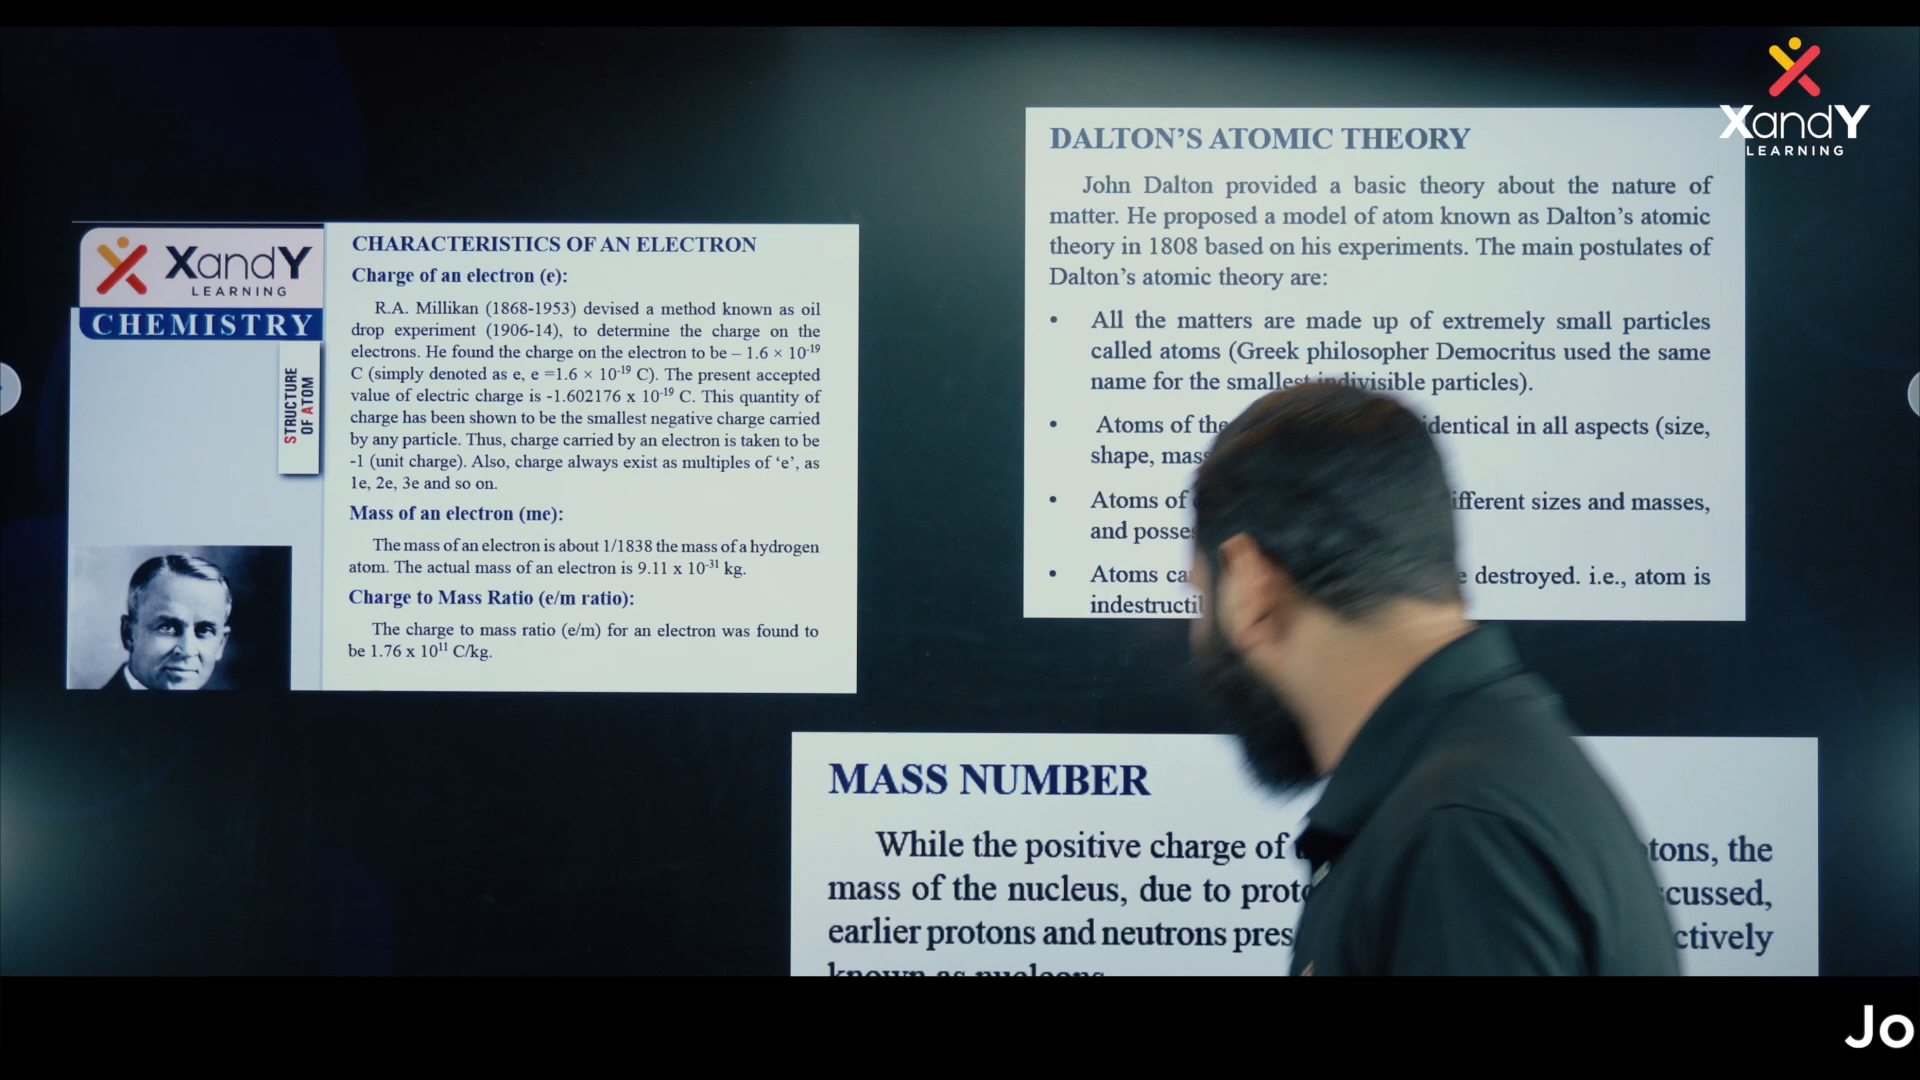 XandY
LEARNING
CHEMISTRY
STRUCTURE
OF ATOM
CHARACTERISTICS OF AN ELECTRON
Charge of an electron (e):
R.A. Millikan (1868-1953) devised a method known as oil
drop experiment (1906-14), to determine the charge on the
electrons. He found the charge on the electron to be – 1.6 × 10⁻¹⁹
C (simply denoted as e, e =1.6 × 10⁻¹⁹ C). The present accepted
value of electric charge is -1.602176 x 10⁻¹⁹ C. This quantity of
charge has been shown to be the smallest negative charge carried
by any particle. Thus, charge carried by an electron is taken to be
-1 (unit charge). Also, charge always exist as multiples of ‘e’, as
1e, 2e, 3e and so on.
Mass of an electron (me):
The mass of an electron is about 1/1838 the mass of a hydrogen
atom. The actual mass of an electron is 9.11 x 10⁻³¹ kg.
Charge to Mass Ratio (e/m ratio):
The charge to mass ratio (e/m) for an electron was found to
be 1.76 x 10¹¹ C/kg.
XandY
LEARNING
DALTON’S ATOMIC THEORY
John Dalton provided a basic theory about the nature of
matter. He proposed a model of atom known as Dalton’s atomic
theory in 1808 based on his experiments. The main postulates of
Dalton’s atomic theory are:
• All the matters are made up of extremely small particles
called atoms (Greek philosopher Democritus used the same
name for the smallest indivisible particles).
• Atoms of the identical in all aspects (size,
shape, mass
• Atoms of different sizes and masses,
and
• Atoms destroyed. i.e., atom is
MASS NUMBER
While the positive charge of the
mass of the nucleus, due to
earlier protons and neutrons
known as nucleons
Jo